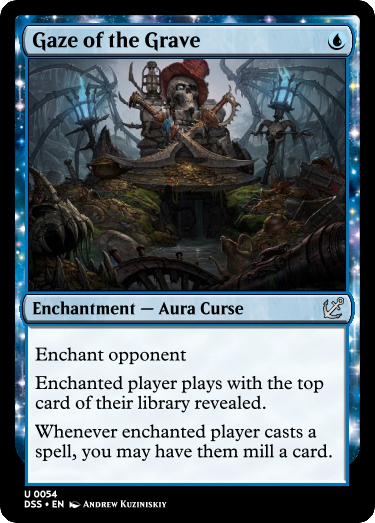 Gaze of the Grave
Enchantment — Aura Curse
Enchant opponent
Enchanted player plays with the top
card of their library revealed.
Whenever enchanted player casts a
spell, you may have them mill a card.
U 0054
DSS • EN Andrew Kuziniskiy